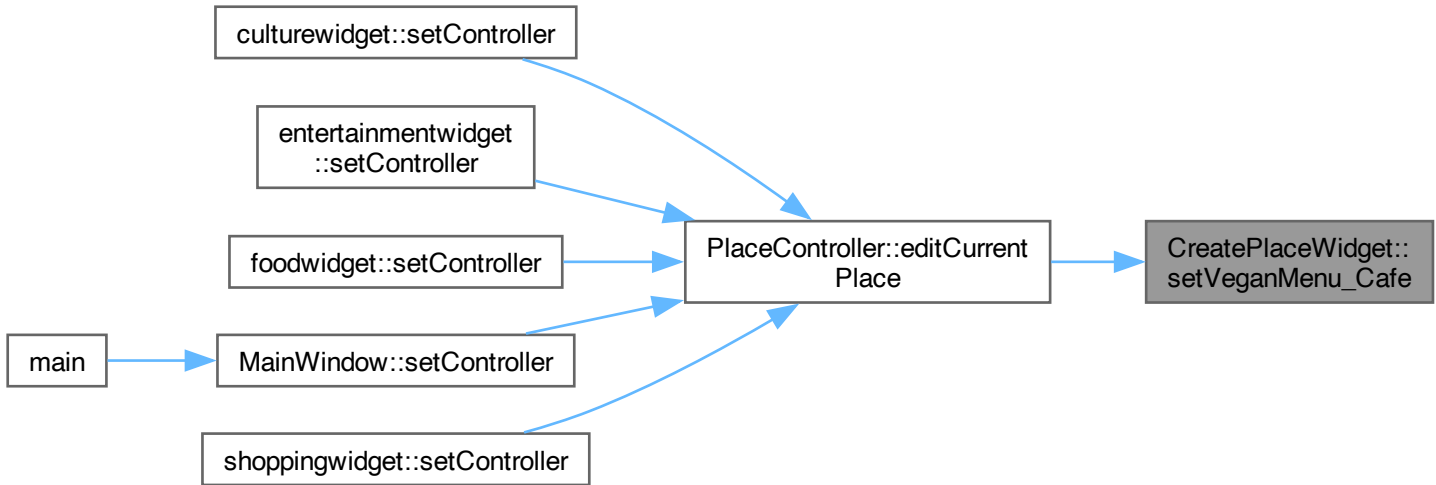 culturewidget::setController
entertainmentwidget
::setController
foodwidget::setController
main
MainWindow::setController
shoppingwidget::setController
PlaceController::editCurrent
Place
CreatePlaceWidget::
setVeganMenu_Cafe